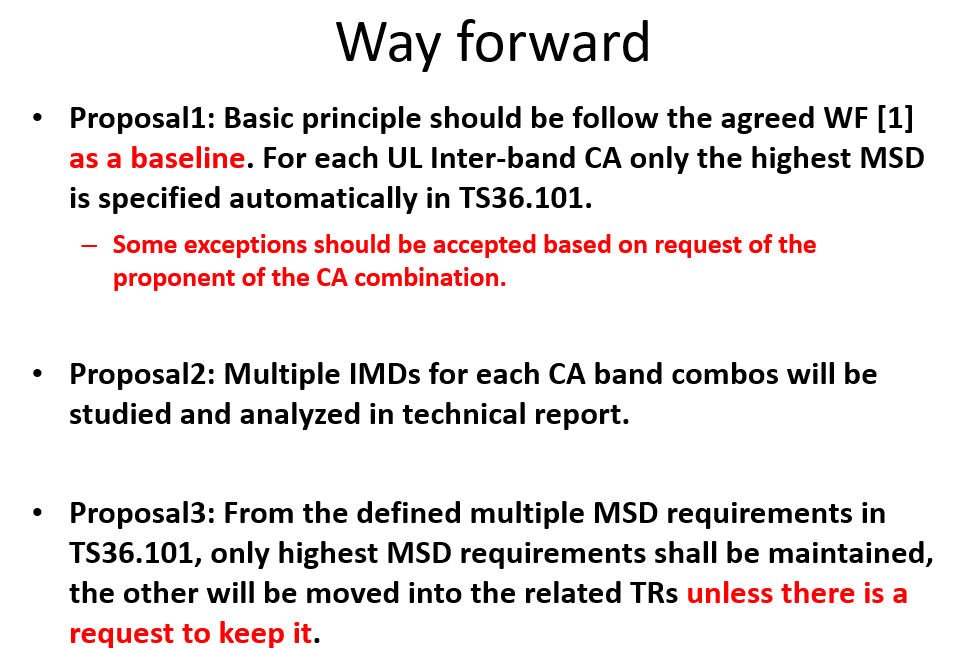 Way forward
• Proposal1: Basic principle should be follow the agreed WF [1]
as a baseline. For each UL Inter-band CA only the highest MSD
is specified automatically in TS36.101.
– Some exceptions should be accepted based on request of the
proponent of the CA combination.
• Proposal2: Multiple IMDs for each CA band combos will be
studied and analyzed in technical report.
• Proposal3: From the defined multiple MSD requirements in
TS36.101, only highest MSD requirements shall be maintained,
the other will be moved into the related TRs unless there is a
request to keep it.